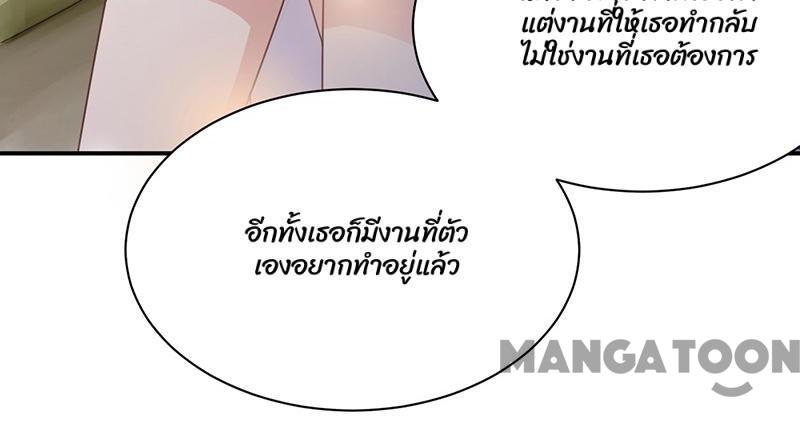 แต่งานที่ให้เธอทำกลับ
ไม่ใช่งานที่เธอต้องการ
อีกทั้งเธอก็มีงานที่ตัว
เองอยากทำอยู่แล้ว
MANGATOON